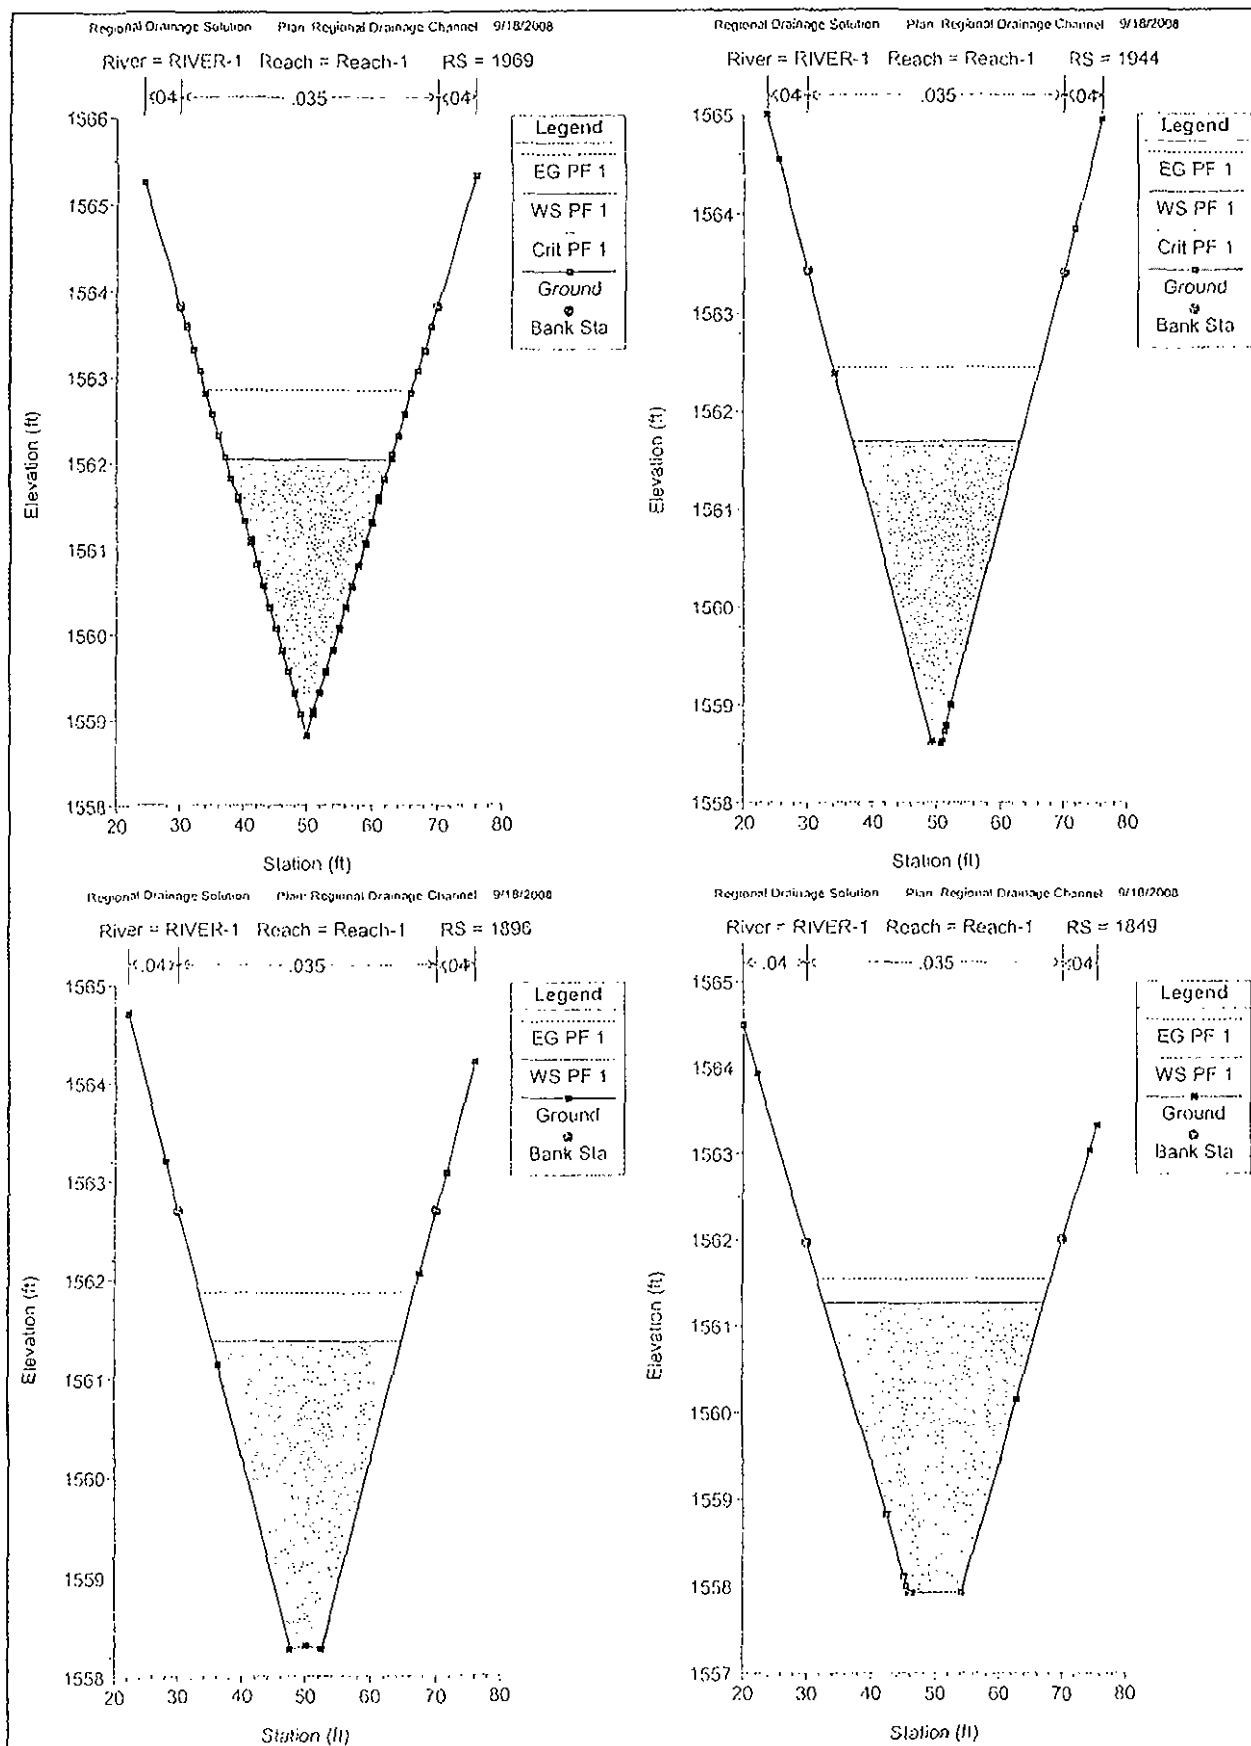 Regional Drainage Solution Plan: Regional Drainage Channel 9/18/2008
River = RIVER-1 Reach = Reach-1 RS = 1969
.04 .035 .04
Legend
EG PF 1
WS PF 1
Crit PF 1
Ground
Bank Sta
Elevation (ft)
1566
1565
1564
1563
1562
1561
1560
1559
1558
20 30 40 50 60 70 80
Station (ft)
Regional Drainage Solution Plan: Regional Drainage Channel 9/18/2008
River = RIVER-1 Reach = Reach-1 RS = 1944
.04 .035 .04
Legend
EG PF 1
WS PF 1
Crit PF 1
Ground
Bank Sta
Elevation (ft)
1565
1564
1563
1562
1561
1560
1559
1558
20 30 40 50 60 70 80
Station (ft)
Regional Drainage Solution Plan: Regional Drainage Channel 9/18/2008
River = RIVER-1 Reach = Reach-1 RS = 1896
.04 .035 .04
Legend
EG PF 1
WS PF 1
Ground
Bank Sta
Elevation (ft)
1565
1564
1563
1562
1561
1560
1559
1558
20 30 40 50 60 70 80
Station (ft)
Regional Drainage Solution Plan: Regional Drainage Channel 9/18/2008
River = RIVER-1 Reach = Reach-1 RS = 1849
.04 .035 .04
Legend
EG PF 1
WS PF 1
Ground
Bank Sta
Elevation (ft)
1565
1564
1563
1562
1561
1560
1559
1558
1557
20 30 40 50 60 70 80
Station (ft)